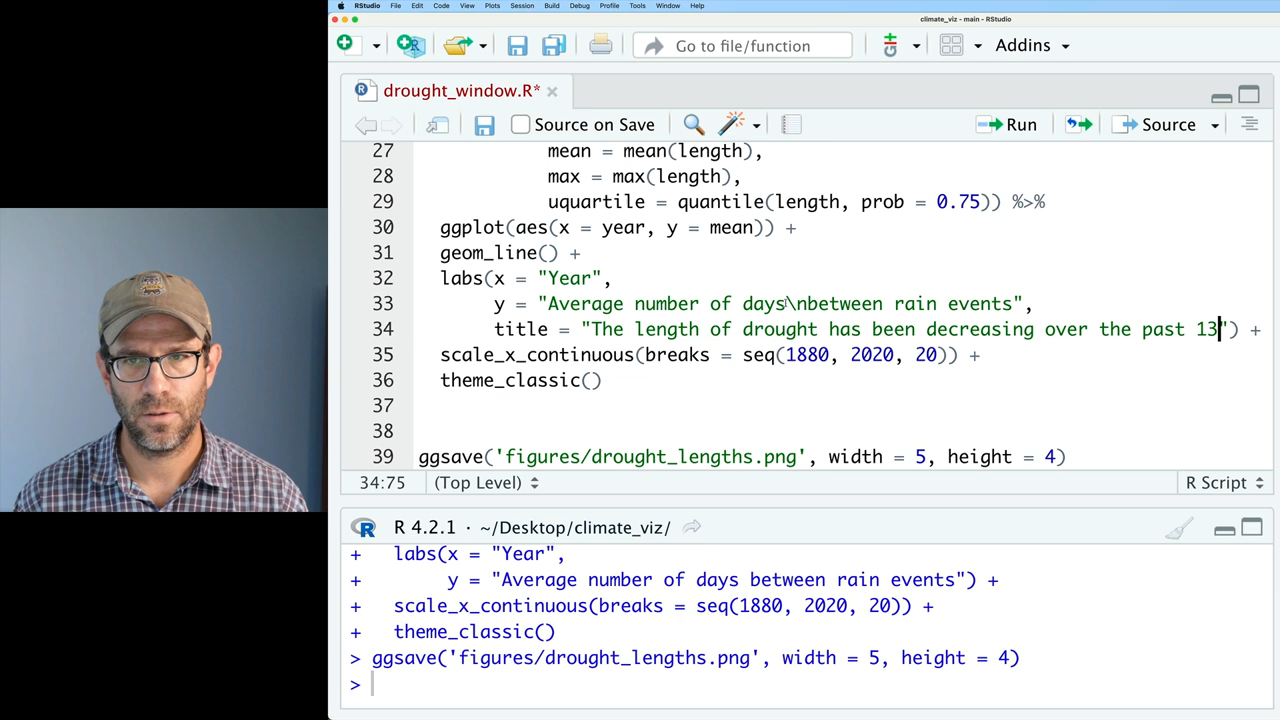 RStudio File Edit Code View Plots Session Build Debug Profile Tools Window Help
climate_viz - main - RStudio
Go to file/function Addins
drought_window.R*
Source on Save Run Source
27 mean = mean(length),
28 max = max(length),
29 uquartile = quantile(length, prob = 0.75)) %>%
30 ggplot(aes(x = year, y = mean)) +
31 geom_line() +
32 labs(x = "Year",
33 y = "Average number of days\nbetween rain events",
34 title = "The length of drought has been decreasing over the past 13") +
35 scale_x_continuous(breaks = seq(1880, 2020, 20)) +
36 theme_classic()
37
38
39 ggsave('figures/drought_lengths.png', width = 5, height = 4)
34:75 (Top Level) R Script
R 4.2.1 · ~/Desktop/climate_viz/
+ labs(x = "Year",
+ y = "Average number of days between rain events") +
+ scale_x_continuous(breaks = seq(1880, 2020, 20)) +
+ theme_classic()
> ggsave('figures/drought_lengths.png', width = 5, height = 4)
>